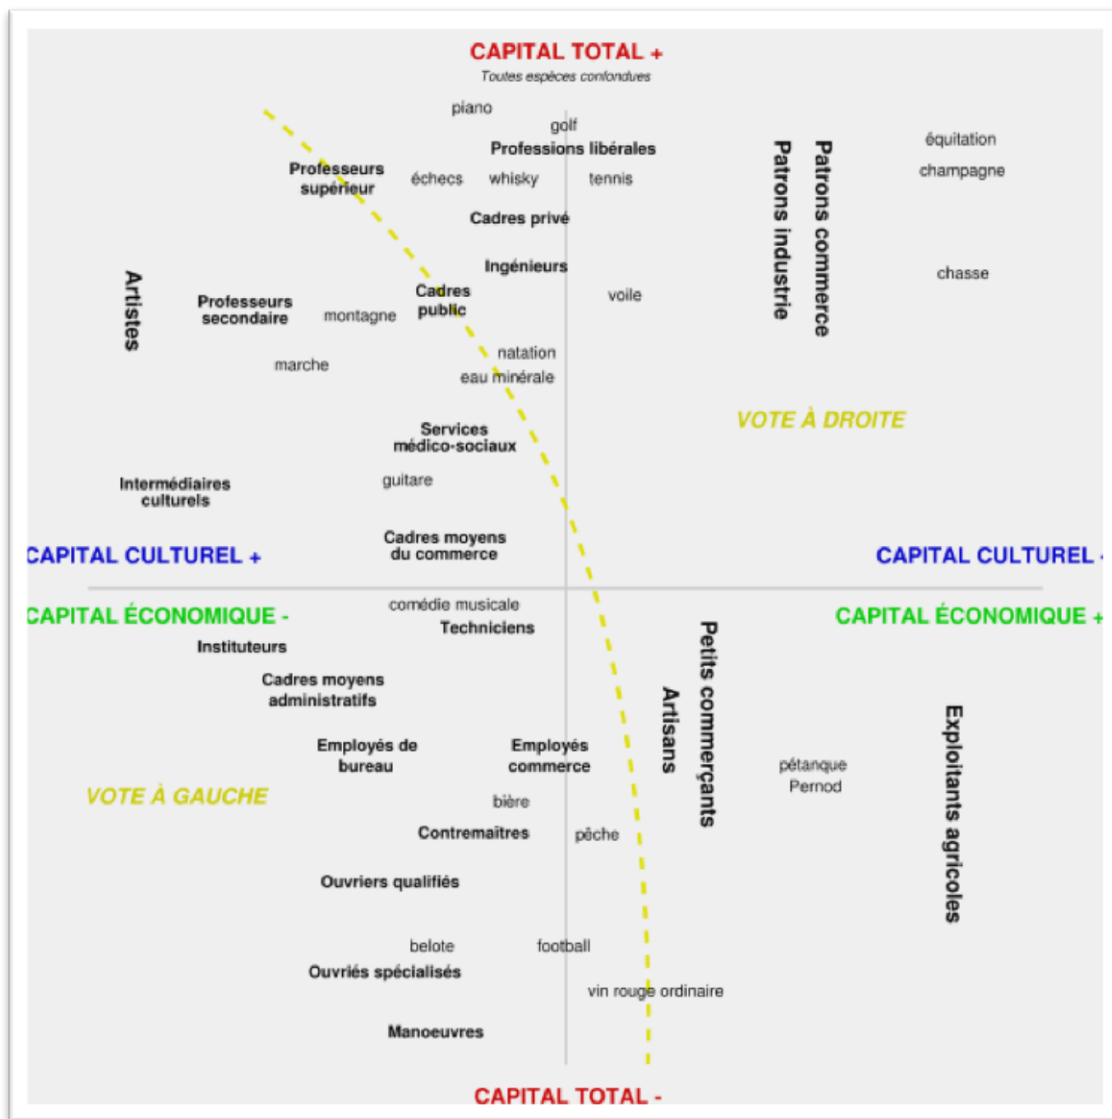 CAPITAL TOTAL +
Toutes espèces confondues
piano
golf
équitation
Professions libérales
Professeurs
supérieur
échecs
whisky
tennis
champagne
Patrons industrie
Patrons commerce
Cadres privé
Ingénieurs
chasse
Artistes
Cadres
public
voile
Professeurs
secondaire
montagne
natation
marche
eau minérale
VOTE À DROITE
Services
médico-sociaux
guitare
Intermédiaires
culturels
Cadres moyens
du commerce
CAPITAL CULTUREL +
CAPITAL CULTUREL -
CAPITAL ÉCONOMIQUE -
CAPITAL ÉCONOMIQUE +
comédie musicale
Techniciens
Instituteurs
Petits commerçants
Artisans
Cadres moyens
administratifs
Exploitants agricoles
Employés de
bureau
Employés
commerce
pétanque
Pernod
VOTE À GAUCHE
bière
Contremaîtres
pêche
Ouvriers qualifiés
belote
football
Ouvriés spécialisés
vin rouge ordinaire
Manoeuvres
CAPITAL TOTAL -